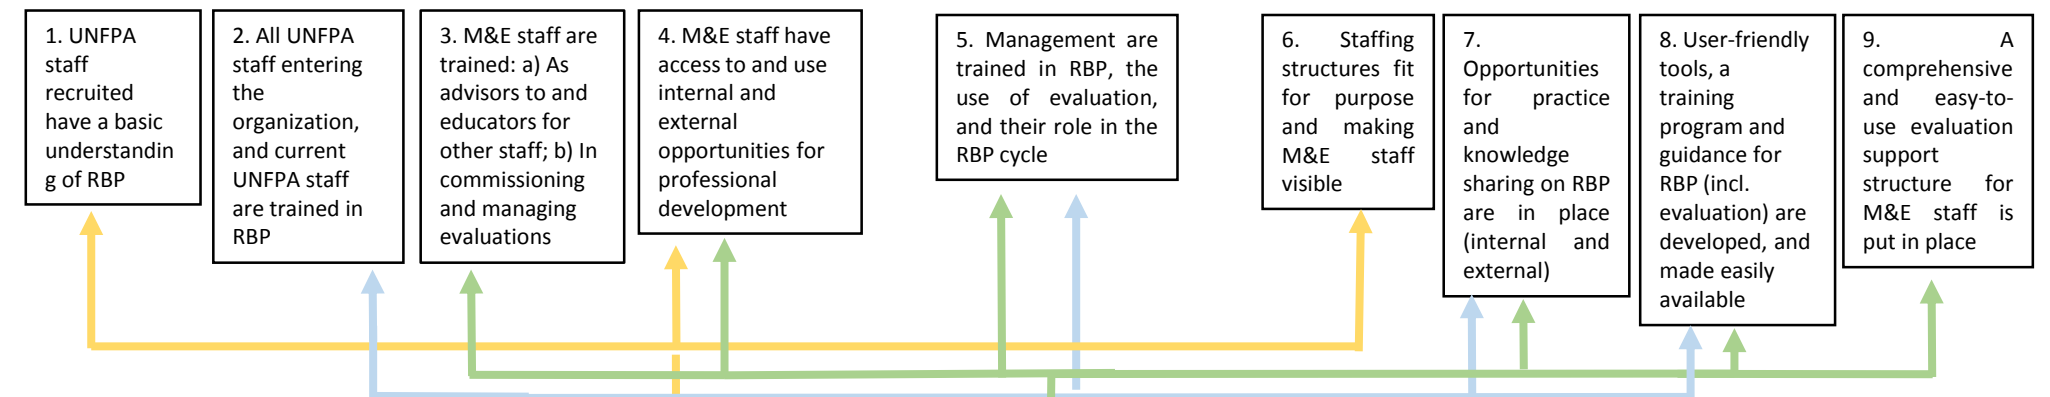 1. UNFPA
staff
recruited
have a basic
understandin
g of RBP
2. All UNFPA
staff entering
the
organization,
and current
UNFPA staff
are trained in
RBP
3. M&E staff are
trained: a) As
advisors to and
educators for
other staff; b) In
commissioning
and managing
evaluations
4. M&E staff have
access to and use
internal and
external
opportunities for
professional
development
5. Management are
trained in RBP, the
use of evaluation,
and their role in the
RBP cycle
6. Staffing
structures fit
for purpose
and making
M&E staff
visible
7.
Opportunities
for practice
and
knowledge
sharing on RBP
are in place
(internal and
external)
8. User-friendly
tools, a
training
program and
guidance for
RBP (incl.
evaluation) are
developed, and
made easily
available
9. A
comprehensive
and easy-to-
use evaluation
support
structure for
M&E staff is
put in place